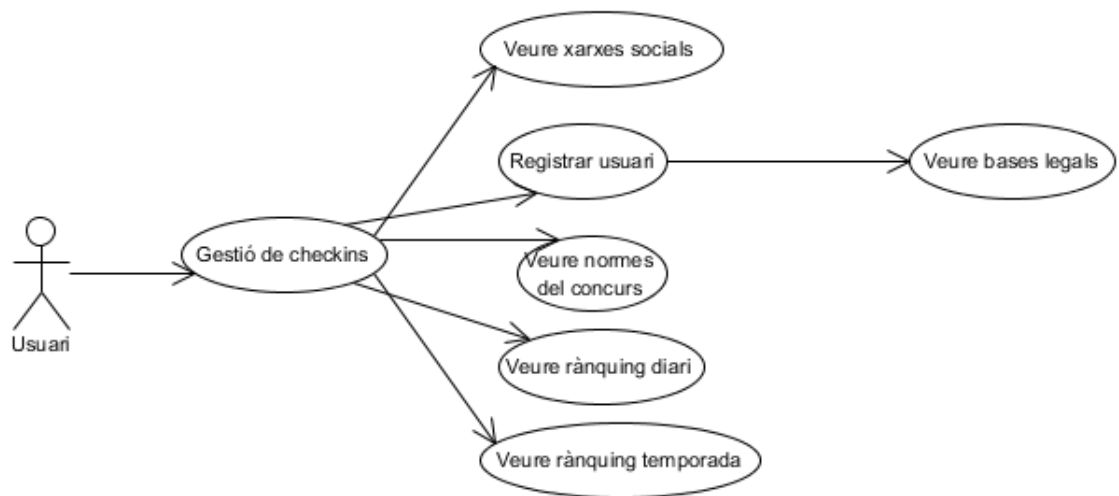 Veure xarxes socials
Registrar usuari
Veure bases legals
Gestió de checkins
Veure normes
del concurs
Usuari
Veure rànquing diari
Veure rànquing temporada